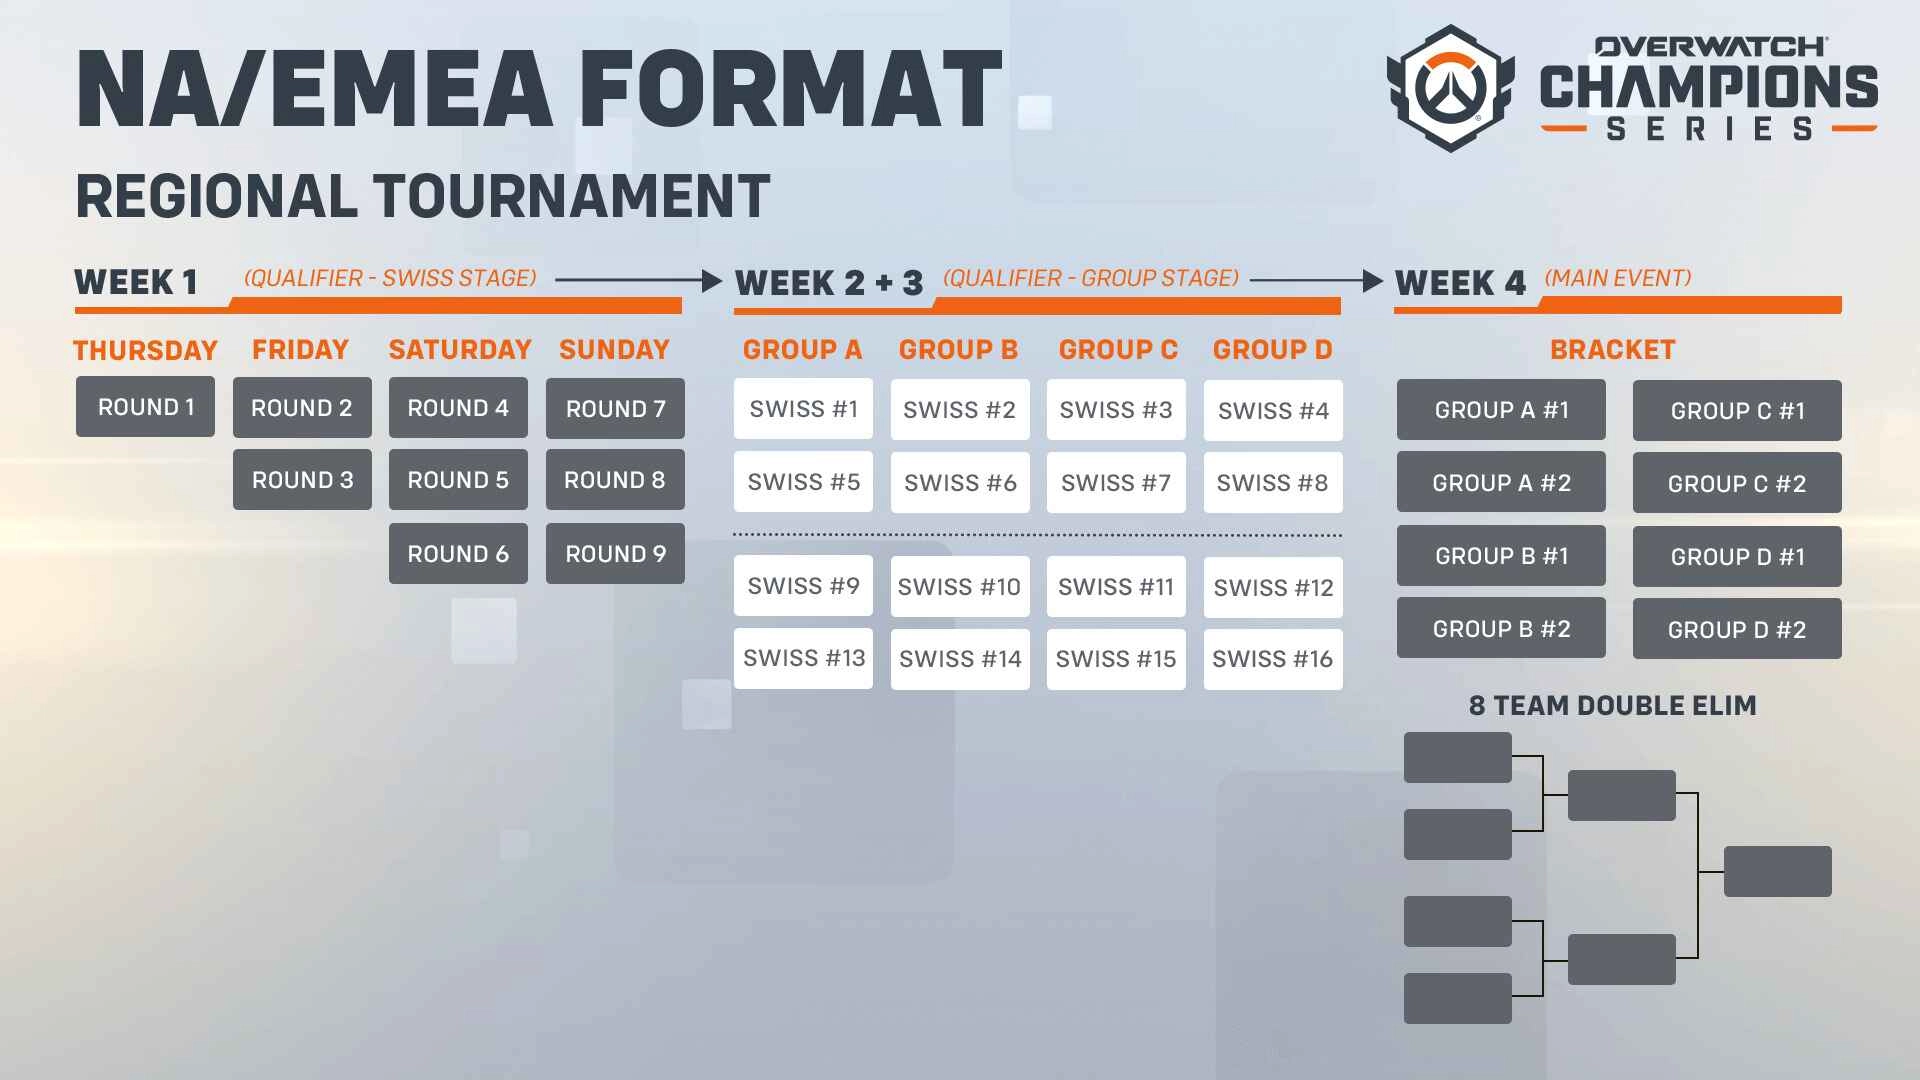 NA/EMEA FORMAT
OVERWATCH®
CHAMPIONS
SERIES
REGIONAL TOURNAMENT
WEEK 1 (QUALIFIER - SWISS STAGE)
THURSDAY FRIDAY SATURDAY SUNDAY
ROUND 1 ROUND 2 ROUND 4 ROUND 7
ROUND 3 ROUND 5 ROUND 8
ROUND 6 ROUND 9
WEEK 2 + 3 (QUALIFIER - GROUP STAGE)
GROUP A GROUP B GROUP C GROUP D
SWISS #1 SWISS #2 SWISS #3 SWISS #4
SWISS #5 SWISS #6 SWISS #7 SWISS #8
SWISS #9 SWISS #10 SWISS #11 SWISS #12
SWISS #13 SWISS #14 SWISS #15 SWISS #16
WEEK 4 (MAIN EVENT)
BRACKET
GROUP A #1 GROUP C #1
GROUP A #2 GROUP C #2
GROUP B #1 GROUP D #1
GROUP B #2 GROUP D #2
8 TEAM DOUBLE ELIM